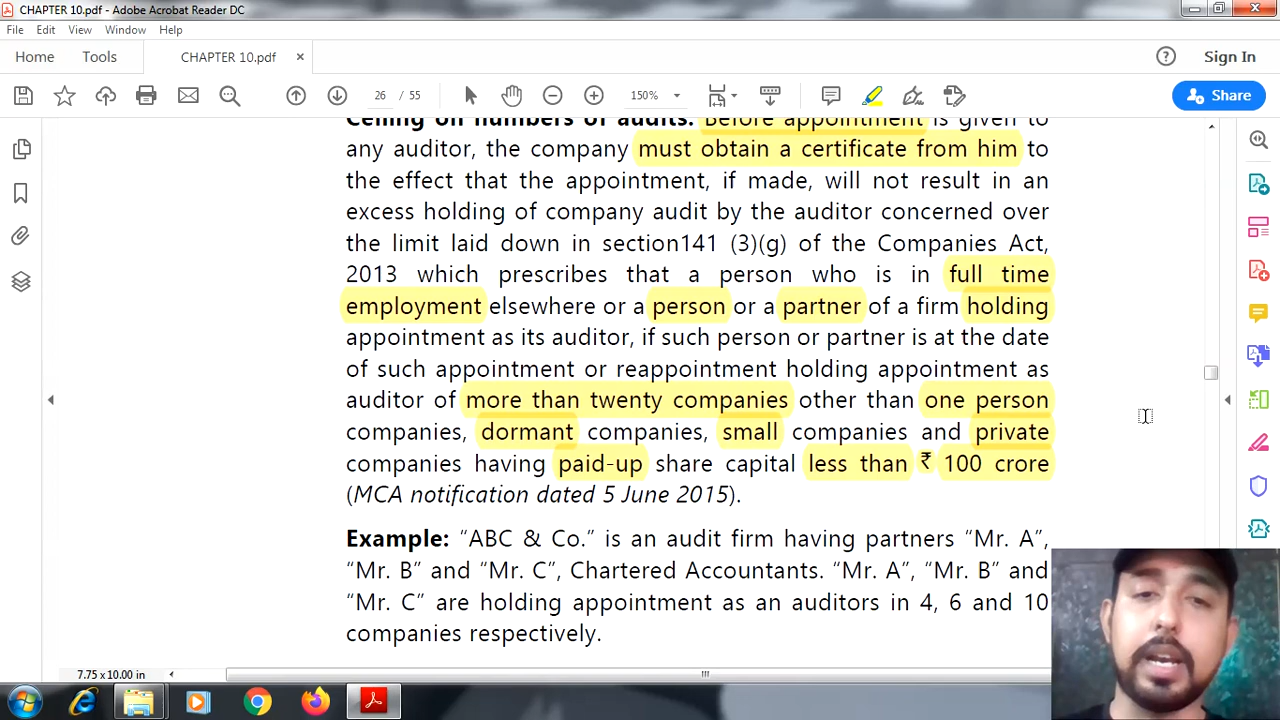 CHAPTER 10.pdf - Adobe Acrobat Reader DC
File Edit View Window Help
Home Tools CHAPTER 10.pdf × ? Sign In
26 / 55 150% Share
Ceiling on numbers of audits: Before appointment is given to
any auditor, the company must obtain a certificate from him to
the effect that the appointment, if made, will not result in an
excess holding of company audit by the auditor concerned over
the limit laid down in section141 (3)(g) of the Companies Act,
2013 which prescribes that a person who is in full time
employment elsewhere or a person or a partner of a firm holding
appointment as its auditor, if such person or partner is at the date
of such appointment or reappointment holding appointment as
auditor of more than twenty companies other than one person
companies, dormant companies, small companies and private
companies having paid-up share capital less than ₹ 100 crore
(MCA notification dated 5 June 2015).
Example: “ABC & Co.” is an audit firm having partners “Mr. A”,
“Mr. B” and “Mr. C”, Chartered Accountants. “Mr. A”, “Mr. B” and
“Mr. C” are holding appointment as an auditors in 4, 6 and 10
companies respectively.
7.75 x 10.00 in